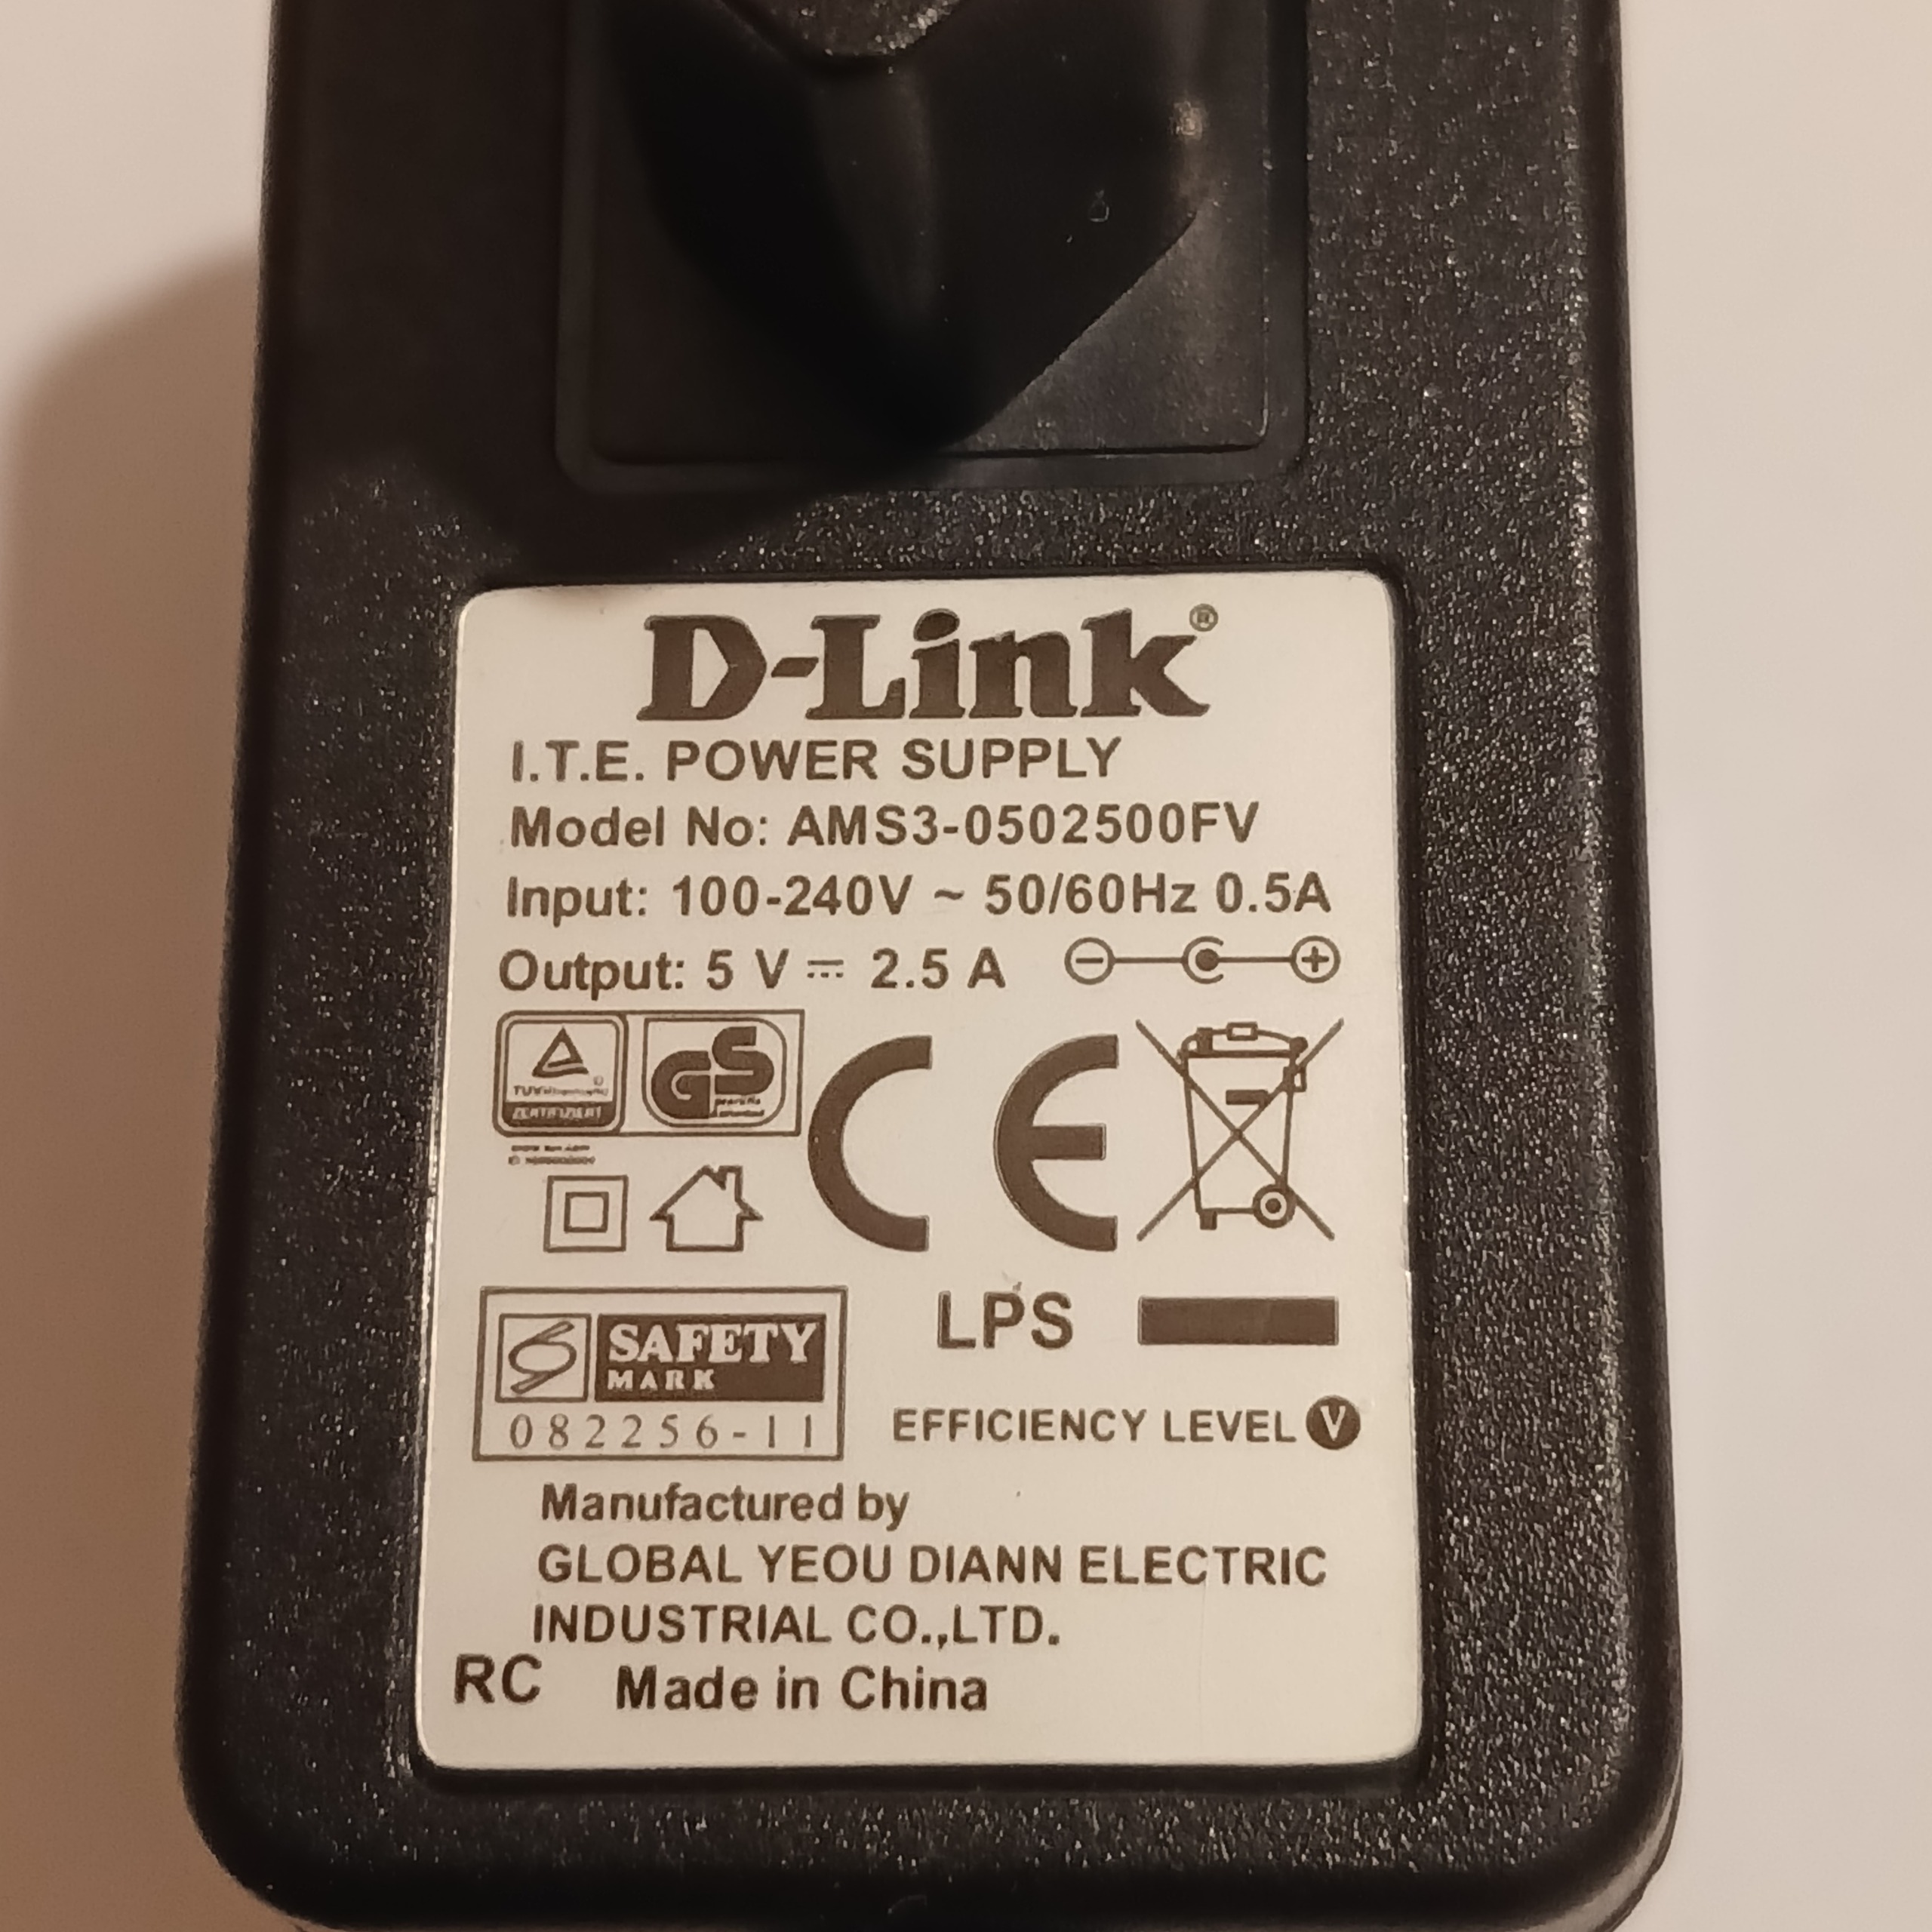 D-Link®
I.T.E. POWER SUPPLY
Model No: AMS3-0502500FV
Input: 100-240V ~ 50/60Hz 0.5A
Output: 5 V ⎓ 2.5 A
ZERTIFIZIERT
GS
CE
SAFETY
MARK
082256-11
LPS
EFFICIENCY LEVEL V
Manufactured by
GLOBAL YEOU DIANN ELECTRIC
INDUSTRIAL CO.,LTD.
RC Made in China